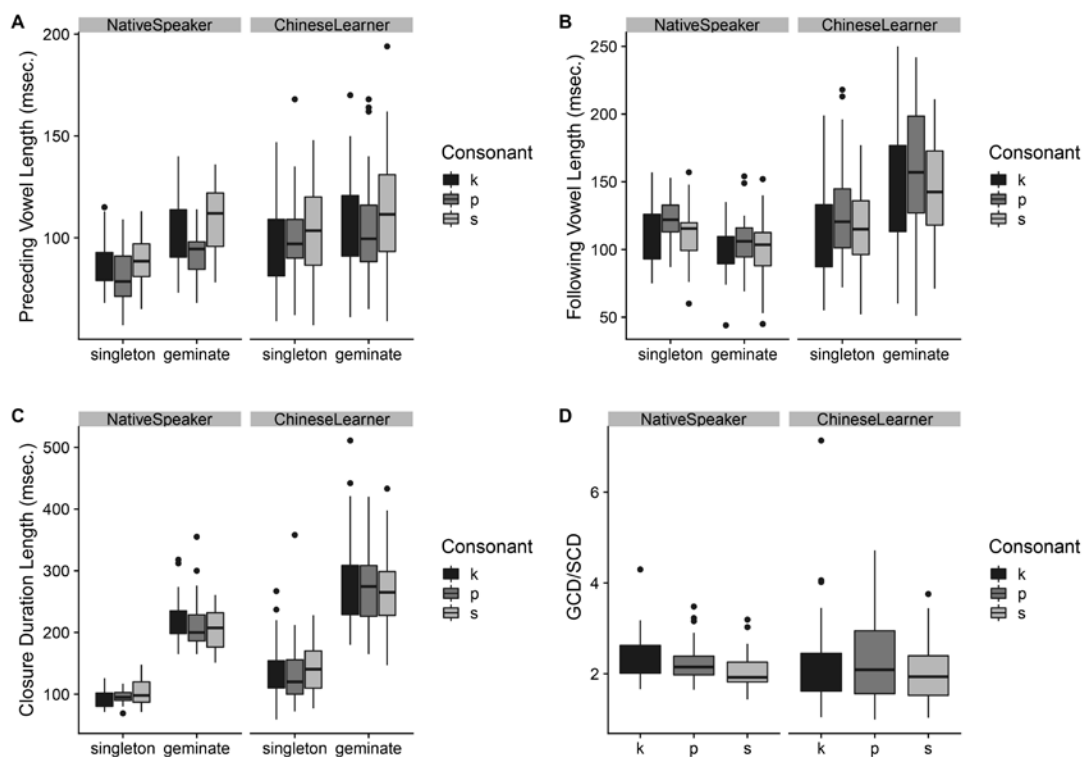 A
NativeSpeaker ChineseLearner
Preceding Vowel Length (msec.)
200
150
100
singleton geminate singleton geminate
Consonant
k
p
s
B
NativeSpeaker ChineseLearner
Following Vowel Length (msec.)
250
200
150
100
50
singleton geminate singleton geminate
Consonant
k
p
s
C
NativeSpeaker ChineseLearner
Closure Duration Length (msec.)
500
400
300
200
100
singleton geminate singleton geminate
Consonant
k
p
s
D
NativeSpeaker ChineseLearner
GCD/SCD
6
4
2
k p s k p s
Consonant
k
p
s